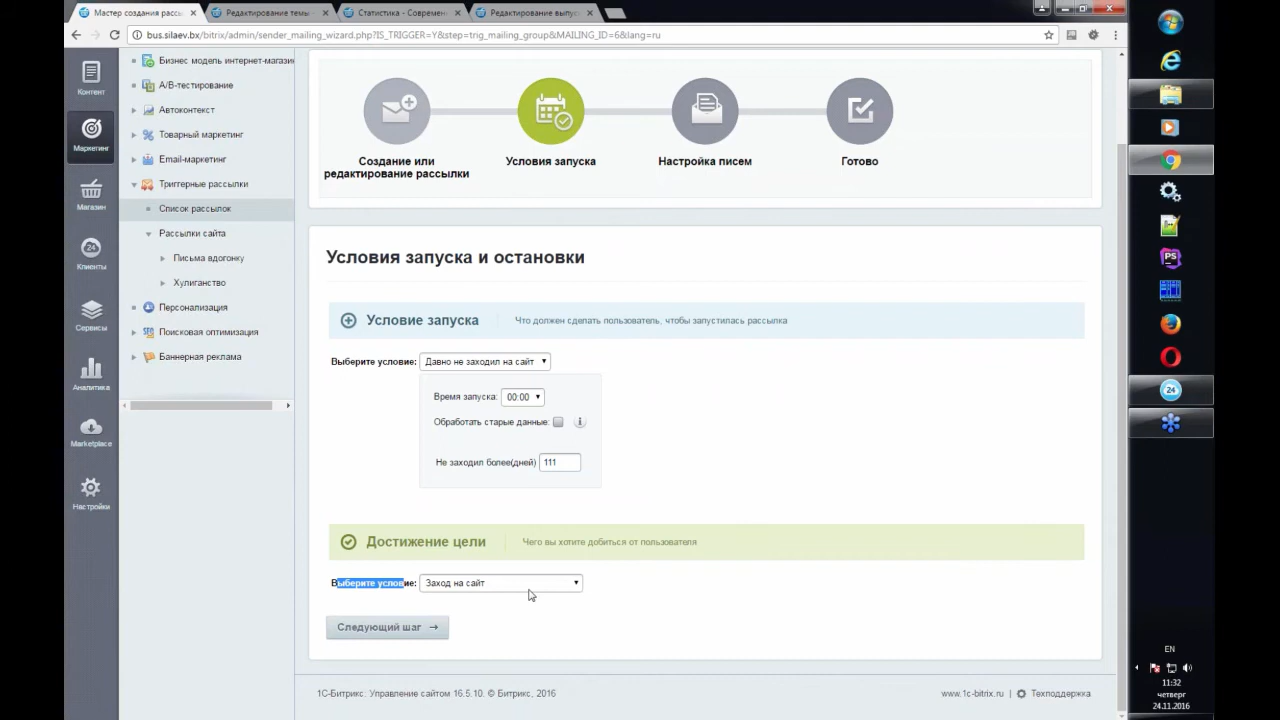 Мастер создания рассы
Редактирование темы
Статистика - Современ
Редактирование выпус
bus.silaev.bx/bitrix/admin/sender_mailing_wizard.php?IS_TRIGGER=Y&step=trig_mailing_group&MAILING_ID=6&lang=ru
Контент
Маркетинг
Магазин
24
Клиенты
Сервисы
Аналитика
Marketplace
Настройки
Бизнес модель интернет-магази
A/B-тестирование
Автоконтекст
Товарный маркетинг
Email-маркетинг
Триггерные рассылки
Список рассылок
Рассылки сайта
Письма вдогонку
Хулиганство
Персонализация
Поисковая оптимизация
Баннерная реклама
Создание или
редактирование рассылки
Условия запуска
Настройка писем
Готово
Условия запуска и остановки
Условие запуска
Что должен сделать пользователь, чтобы запустилась рассылка
Выберите условие: Давно не заходил на сайт
Время запуска: 00:00
Обработать старые данные:
Не заходил более(дней) 111
Достижение цели
Чего вы хотите добиться от пользователя
Выберите условие: Заход на сайт
Следующий шаг →
1С-Битрикс: Управление сайтом 16.5.10. © Битрикс, 2016
www.1c-bitrix.ru
Техподдержка
PS
24
EN
11:32
четверг
24.11.2016